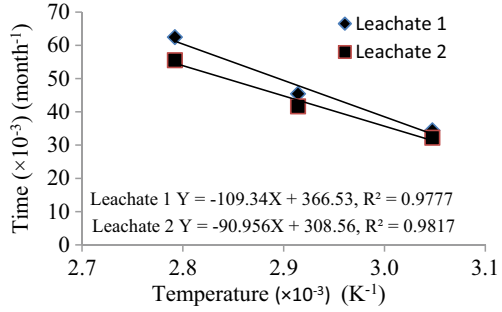 70
60
50
40
30
20
10
0
Time (×10⁻³) (month⁻¹)
Leachate 1
Leachate 2
Leachate 1 Y = -109.34X + 366.53, R² = 0.9777
Leachate 2 Y = -90.956X + 308.56, R² = 0.9817
2.7 2.8 2.9 3.0 3.1
Temperature (×10⁻³) (K⁻¹)